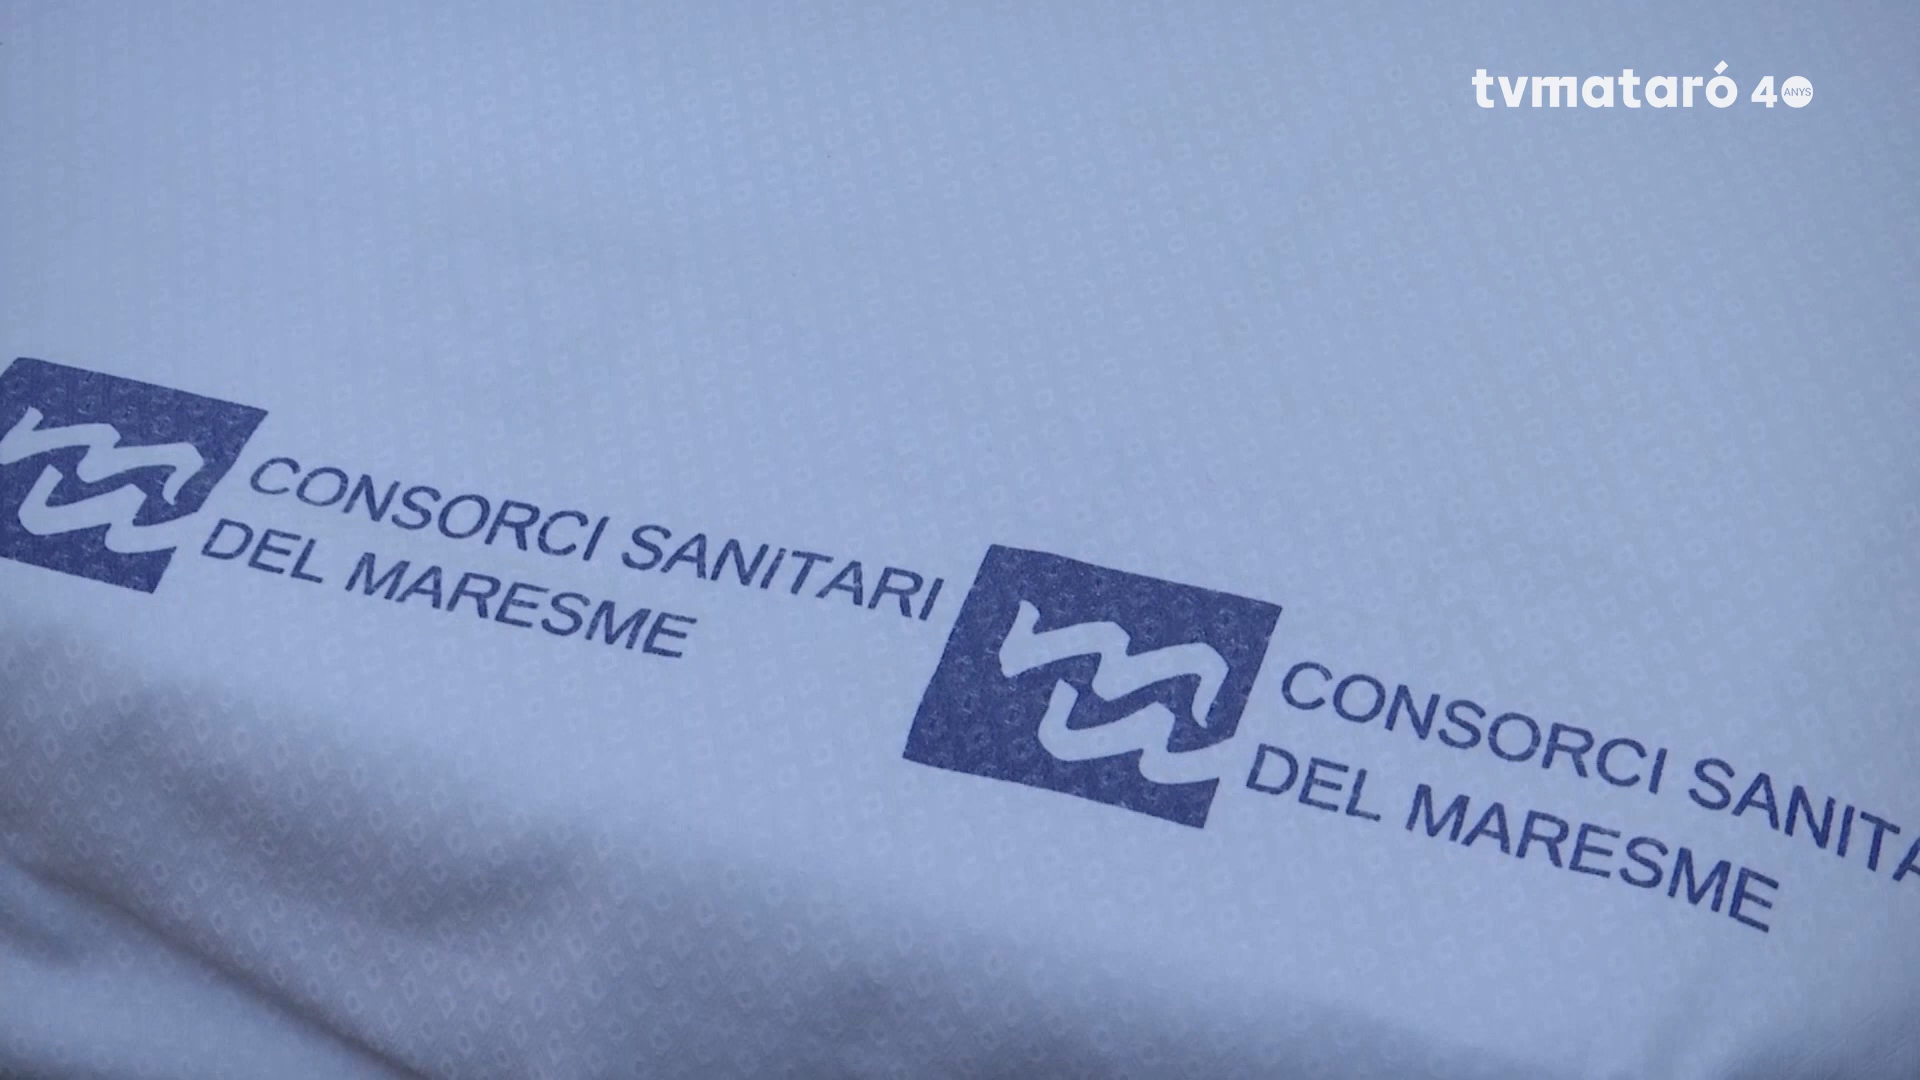 tvmataró 40 ANYS
CONSORCI SANITARI
DEL MARESME
CONSORCI SANITA
DEL MARESME